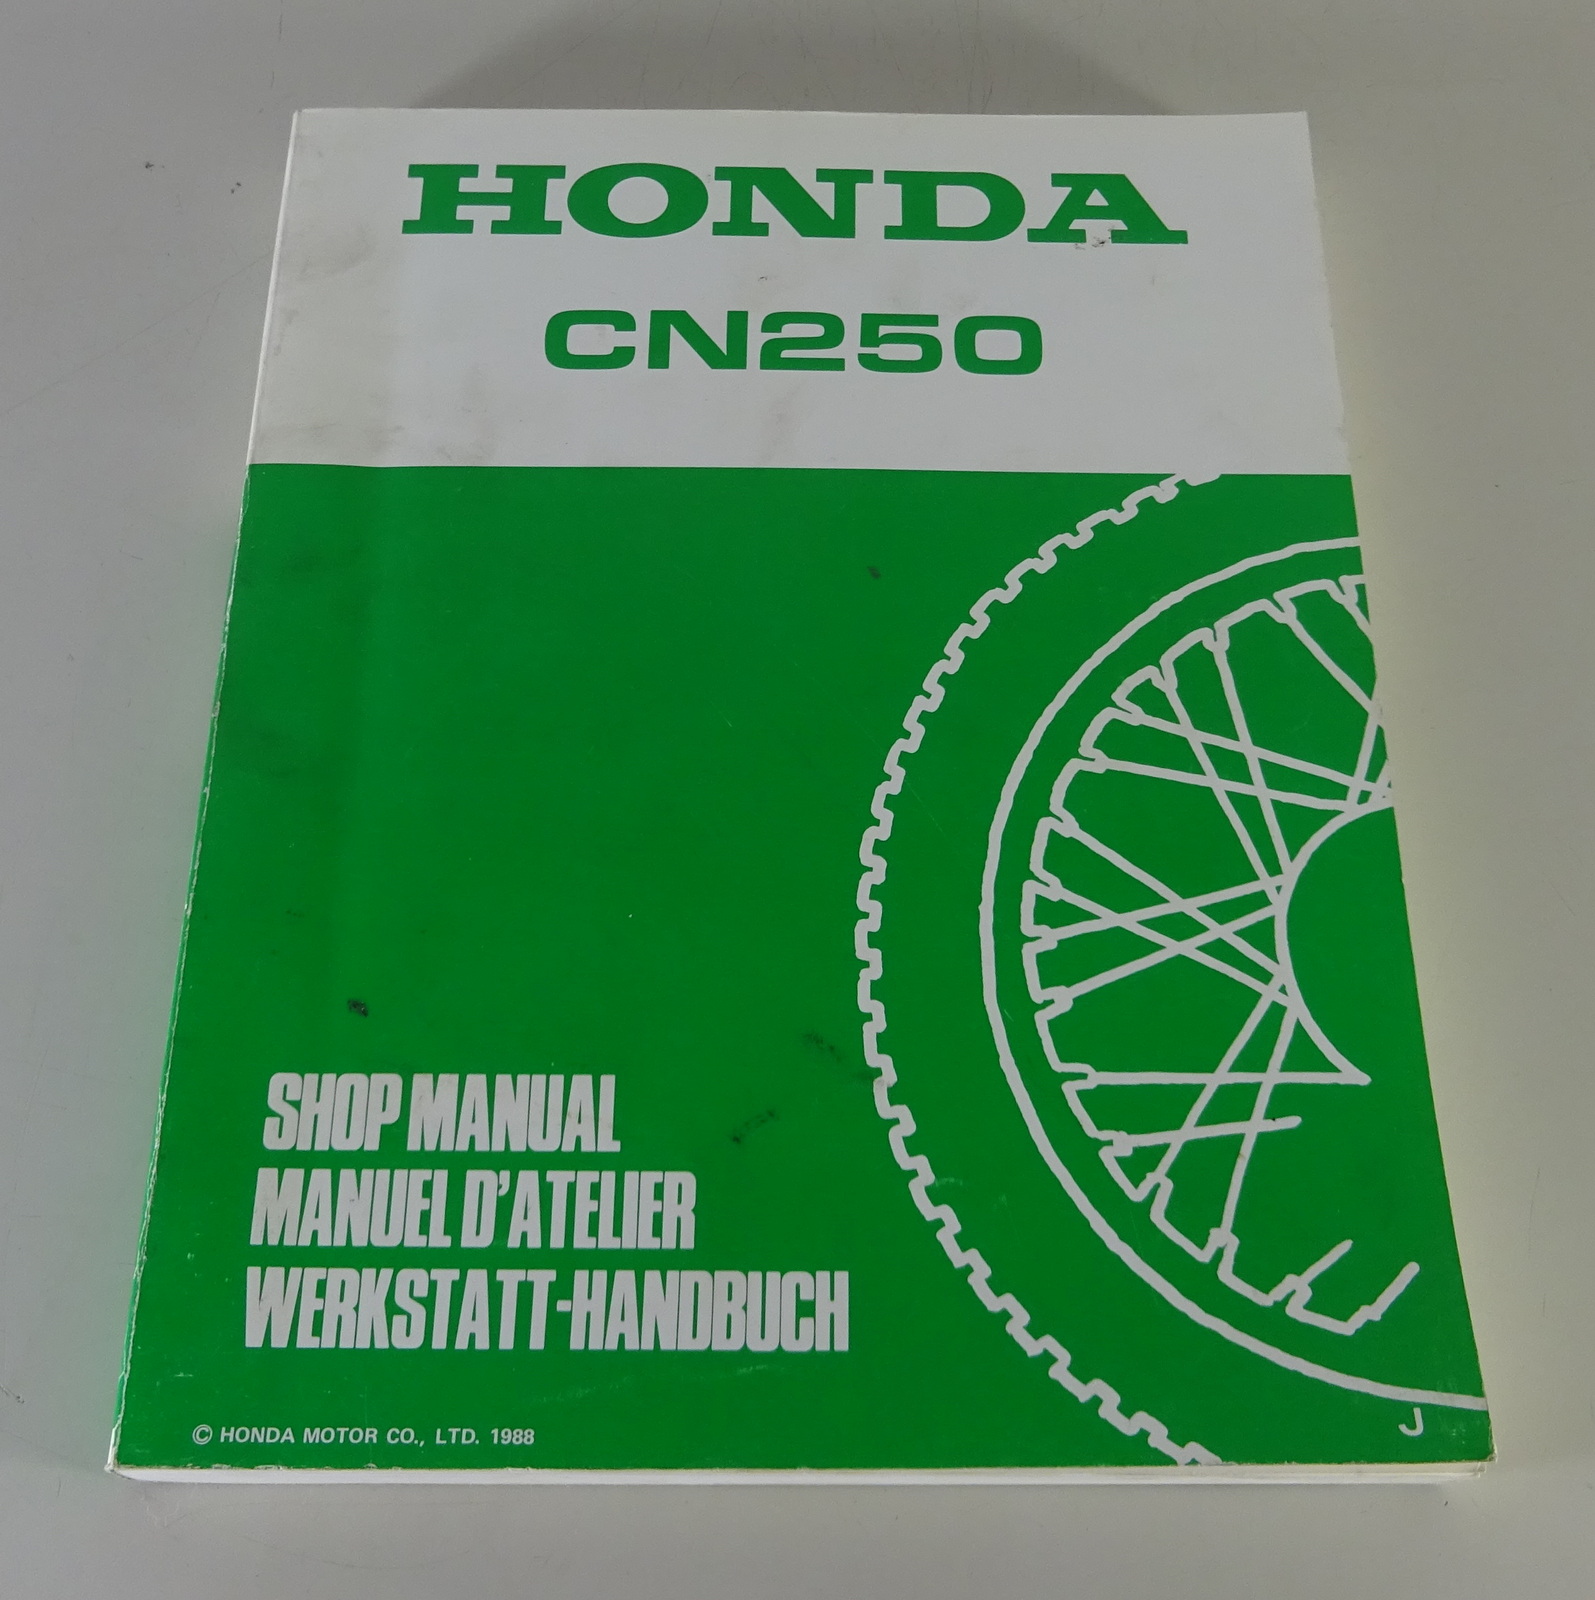 HONDA
CN250
SHOP MANUAL
MANUEL D'ATELIER
WERKSTATT-HANDBUCH
© HONDA MOTOR CO., LTD. 1988
J